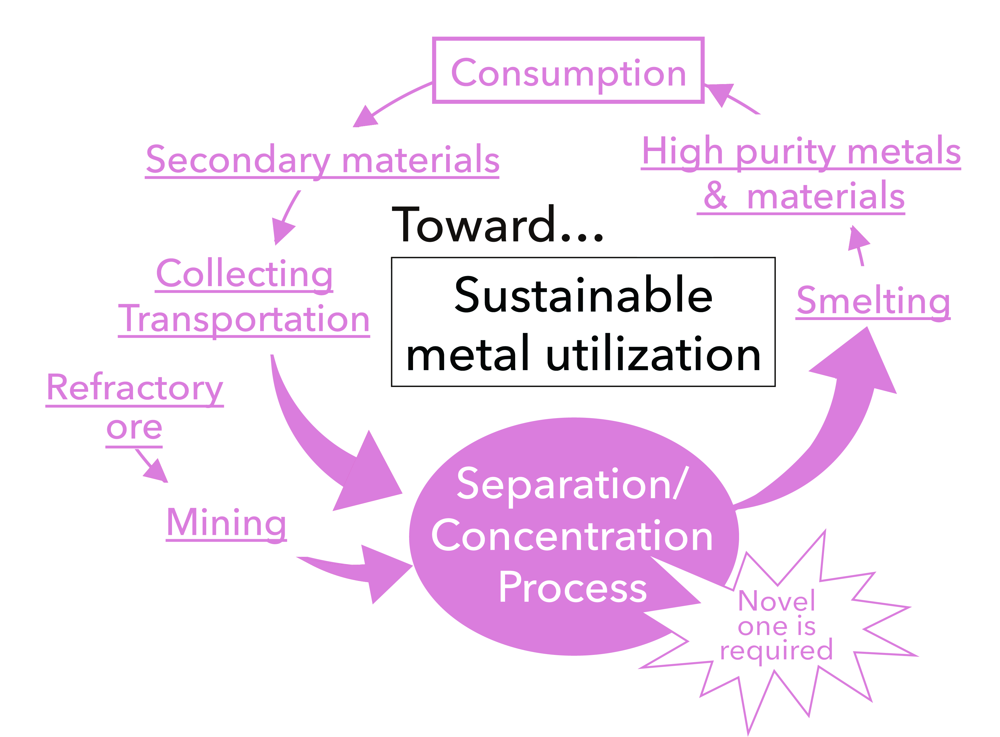 Consumption
Secondary materials
High purity metals
& materials
Toward...
Collecting
Transportation
Sustainable
metal utilization
Smelting
Refractory
ore
Mining
Separation/
Concentration
Process
Novel
one is
required